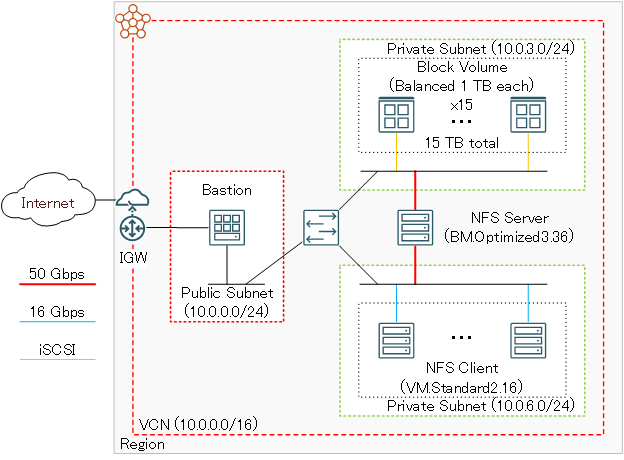 Private Subnet (10.0.3.0/24)
Block Volume
(Balanced 1 TB each)
x15
...
15 TB total
Internet
Bastion
IGW
NFS Server
(BM.Optimized3.36)
50 Gbps
16 Gbps
iSCSI
Public Subnet
(10.0.0.0/24)
...
NFS Client
(VM.Standard2.16)
Private Subnet (10.0.6.0/24)
VCN (10.0.0.0/16)
Region